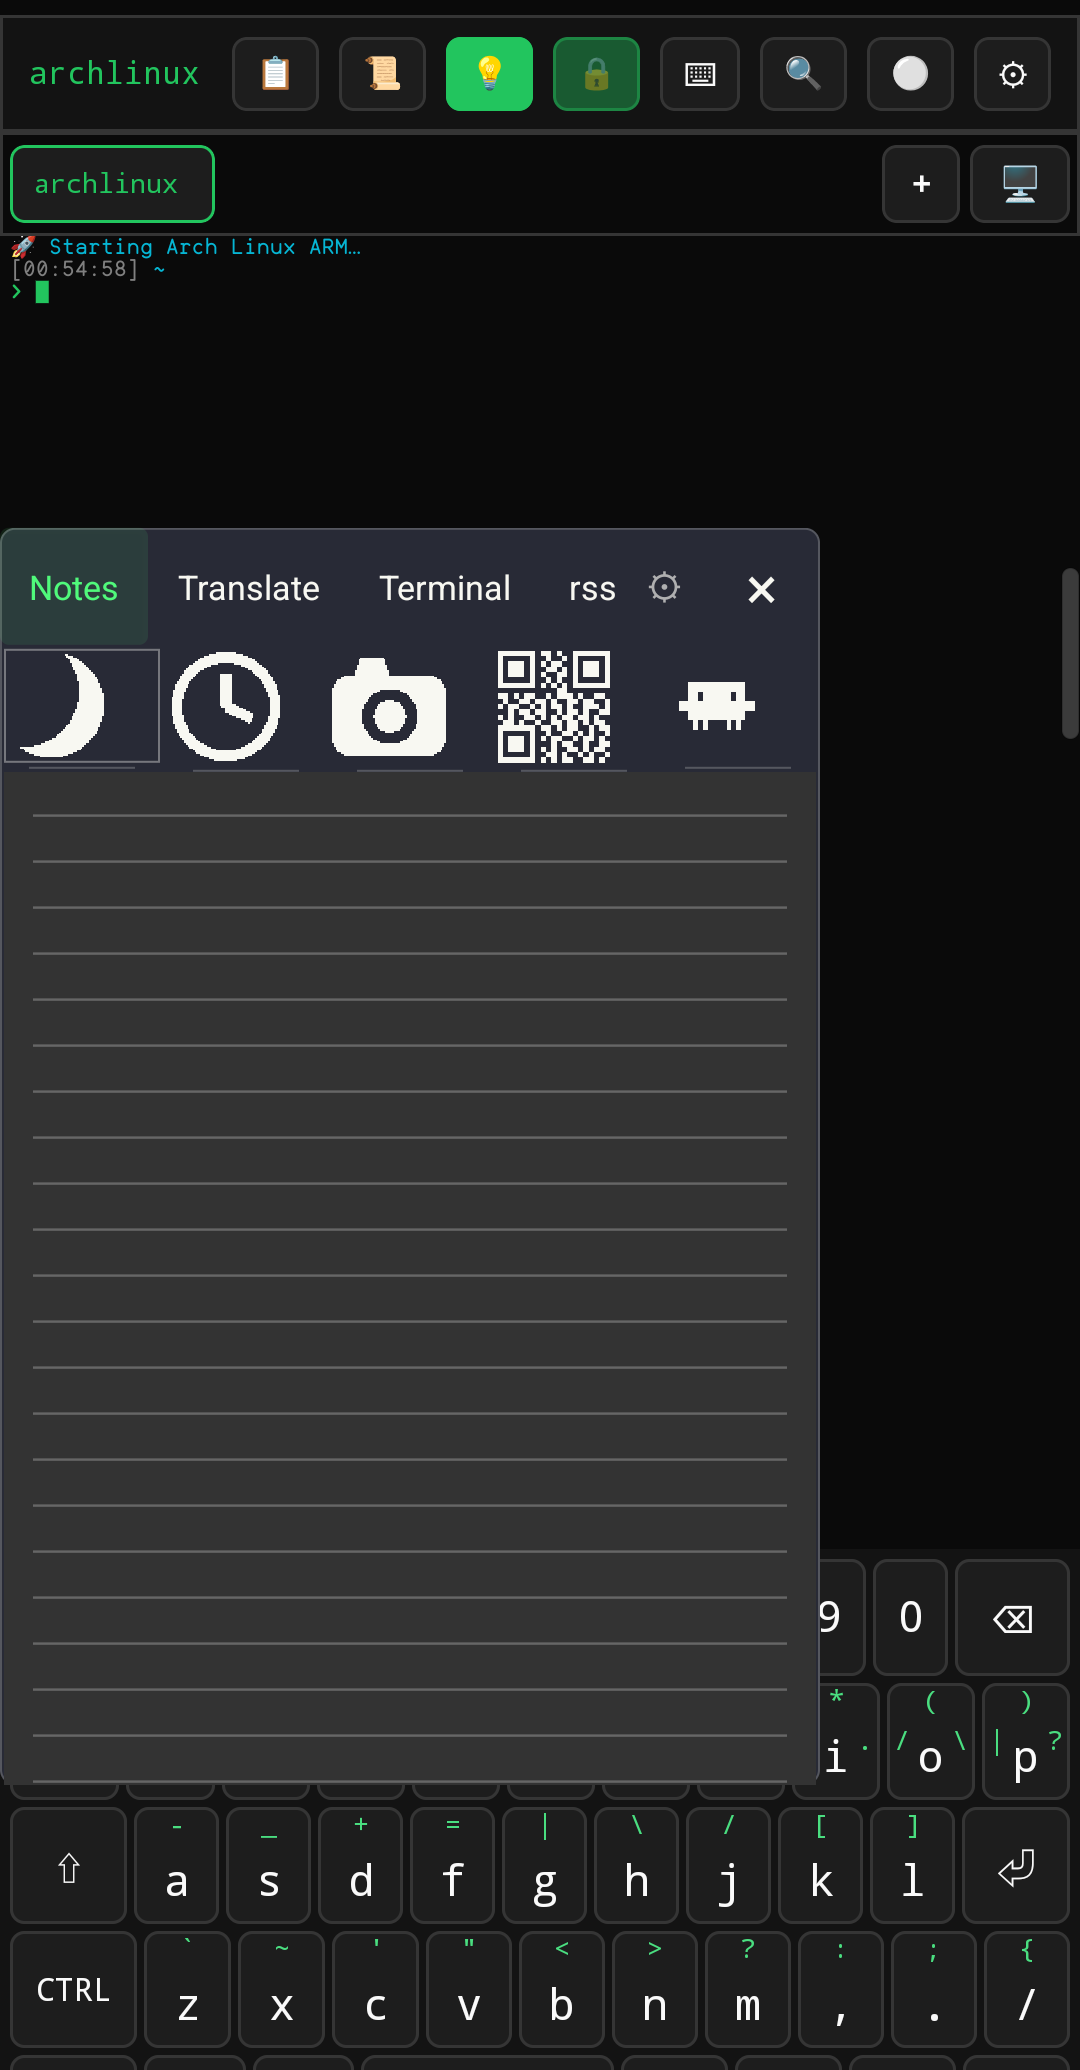 archlinux
archlinux +
Starting Arch Linux ARM…
[00:54:58] ~
>
Notes Translate Terminal rss ×
9 0
* ( )
i . / o \ | p ?
- _ + = | \ / [ ]
a s d f g h j k l
` ~ ' " < > ? : ; {
CTRL z x c v b n m , . /